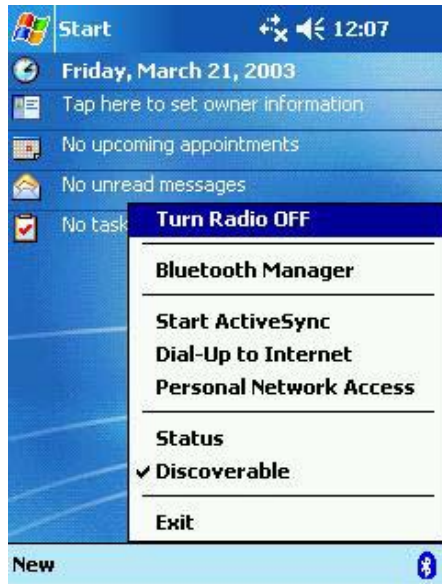 Start 12:07
Friday, March 21, 2003
Tap here to set owner information
No upcoming appointments
No unread messages
No task
Turn Radio OFF
Bluetooth Manager
Start ActiveSync
Dial-Up to Internet
Personal Network Access
Status
Discoverable
Exit
New